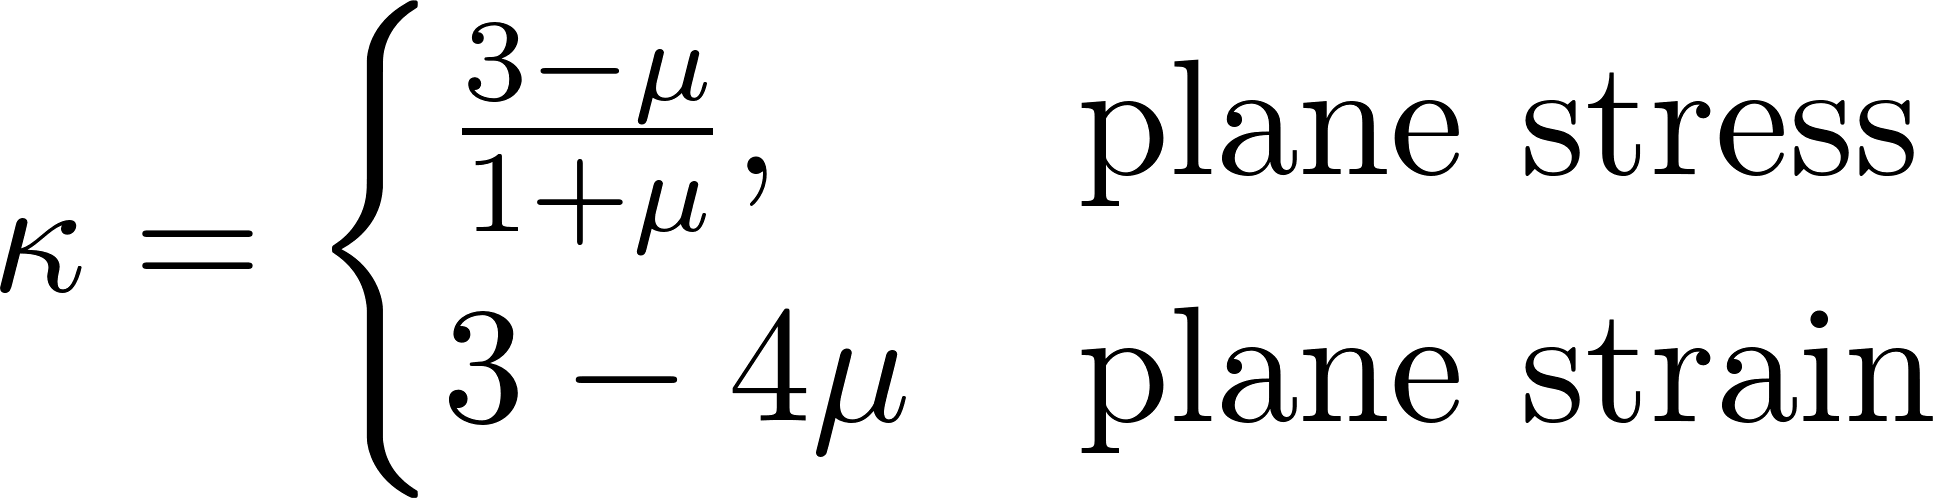 κ = { (3−μ)/(1+μ), plane stress
3 − 4μ plane strain